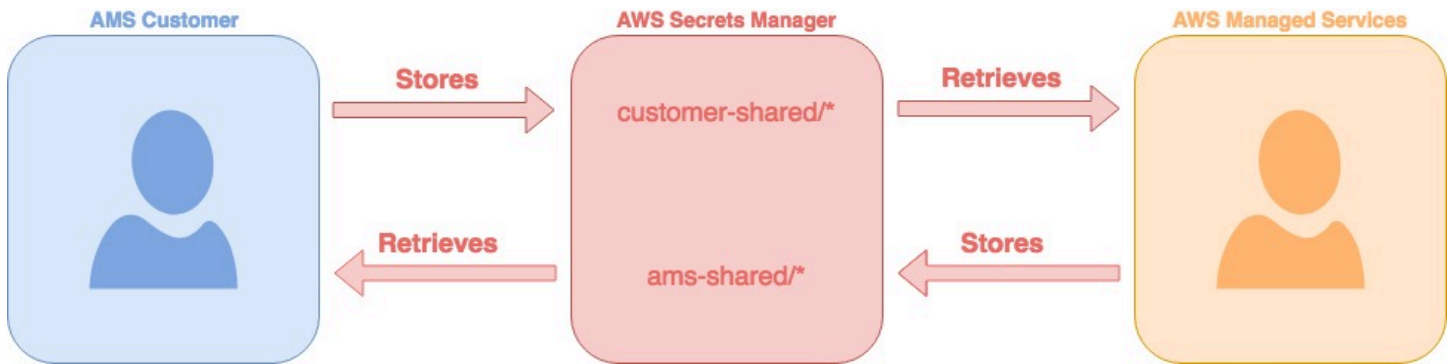 AMS Customer
AWS Secrets Manager
AWS Managed Services
Stores
Retrieves
customer-shared/*
Retrieves
Stores
ams-shared/*